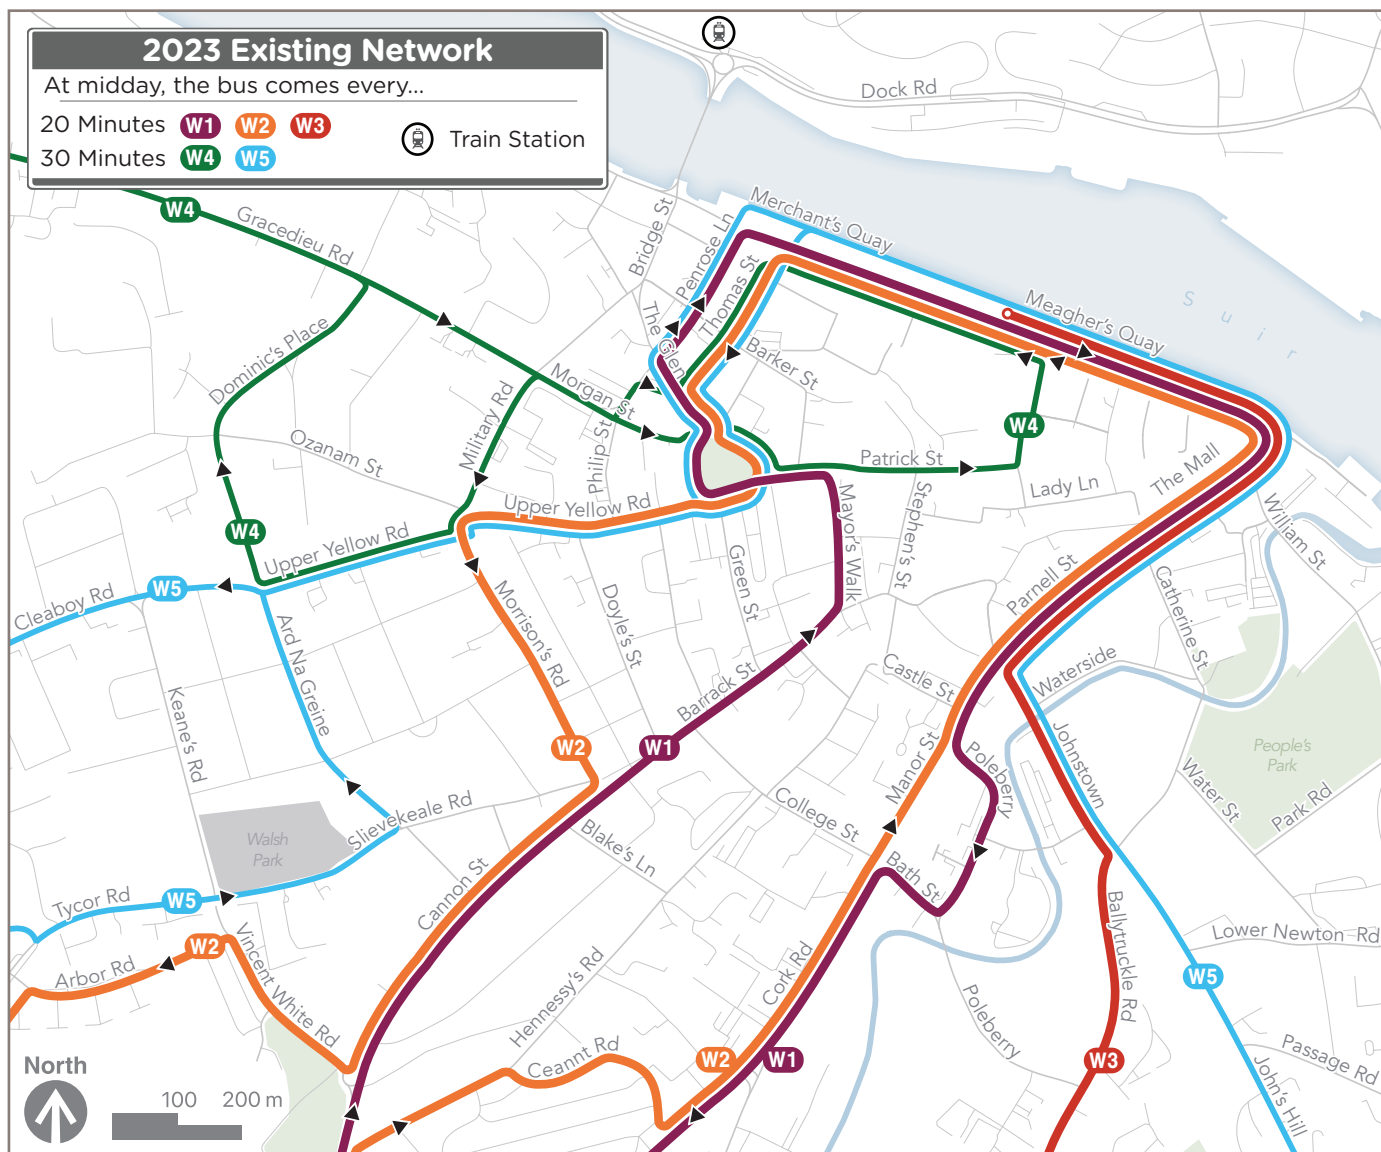 2023 Existing Network
At midday, the bus comes every...
20 Minutes W1 W2 W3
30 Minutes W4 W5
Train Station
Dock Rd
W4
Gracedieu Rd
Bridge St
Penrose Ln
Merchant's Quay
Suir
Thomas St
The Glen
Meagher's Quay
Barker St
Dominic's Place
Morgan St
Military Rd
Philip St
Ozanam St
W4
Patrick St
The Mall
Lady Ln
Upper Yellow Rd
Mayor's Walk
Stephen's St
William St
W4
Upper Yellow Rd
Green St
Parnell St
Catherine St
Cleaboy Rd
W5
Morrison's Rd
Doyle's St
Ard Na Greine
Castle St
Waterside
Barrack St
Keane's Rd
W2
W1
Manor St
Poleberry
Johnstown
People's
Park
Water St
Park Rd
Walsh
Park
Slievekeale Rd
College St
Blake's Ln
Bath St
Cannon St
Tycor Rd
W5
Ballytruckle Rd
Lower Newton Rd
W2
Arbor Rd
Vincent White Rd
Hennessy's Rd
Cork Rd
W5
Poleberry
Ceannt Rd
W2
W1
W3
Passage Rd
John's Hill
North
100 200 m